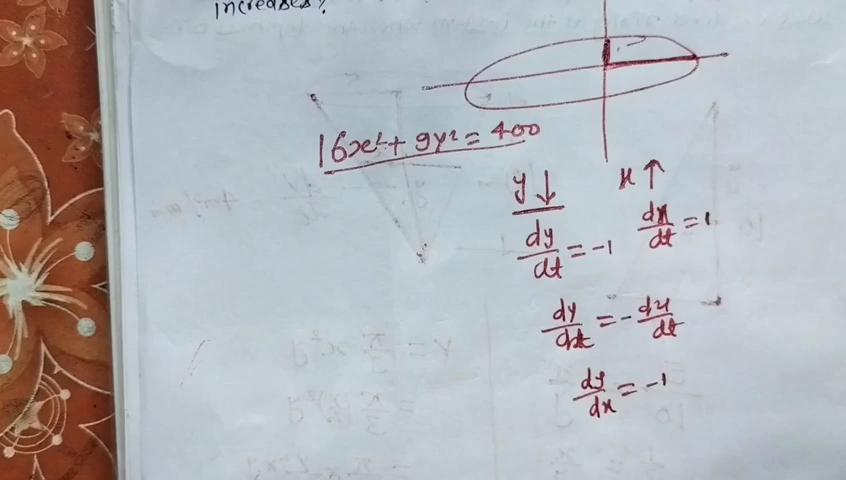 increases?
16x² + 9y² = 400
y ↓ x ↑
dy/dt = -1 dx/dt = 1
dy/dt = - dx/dt
dy/dx = -1